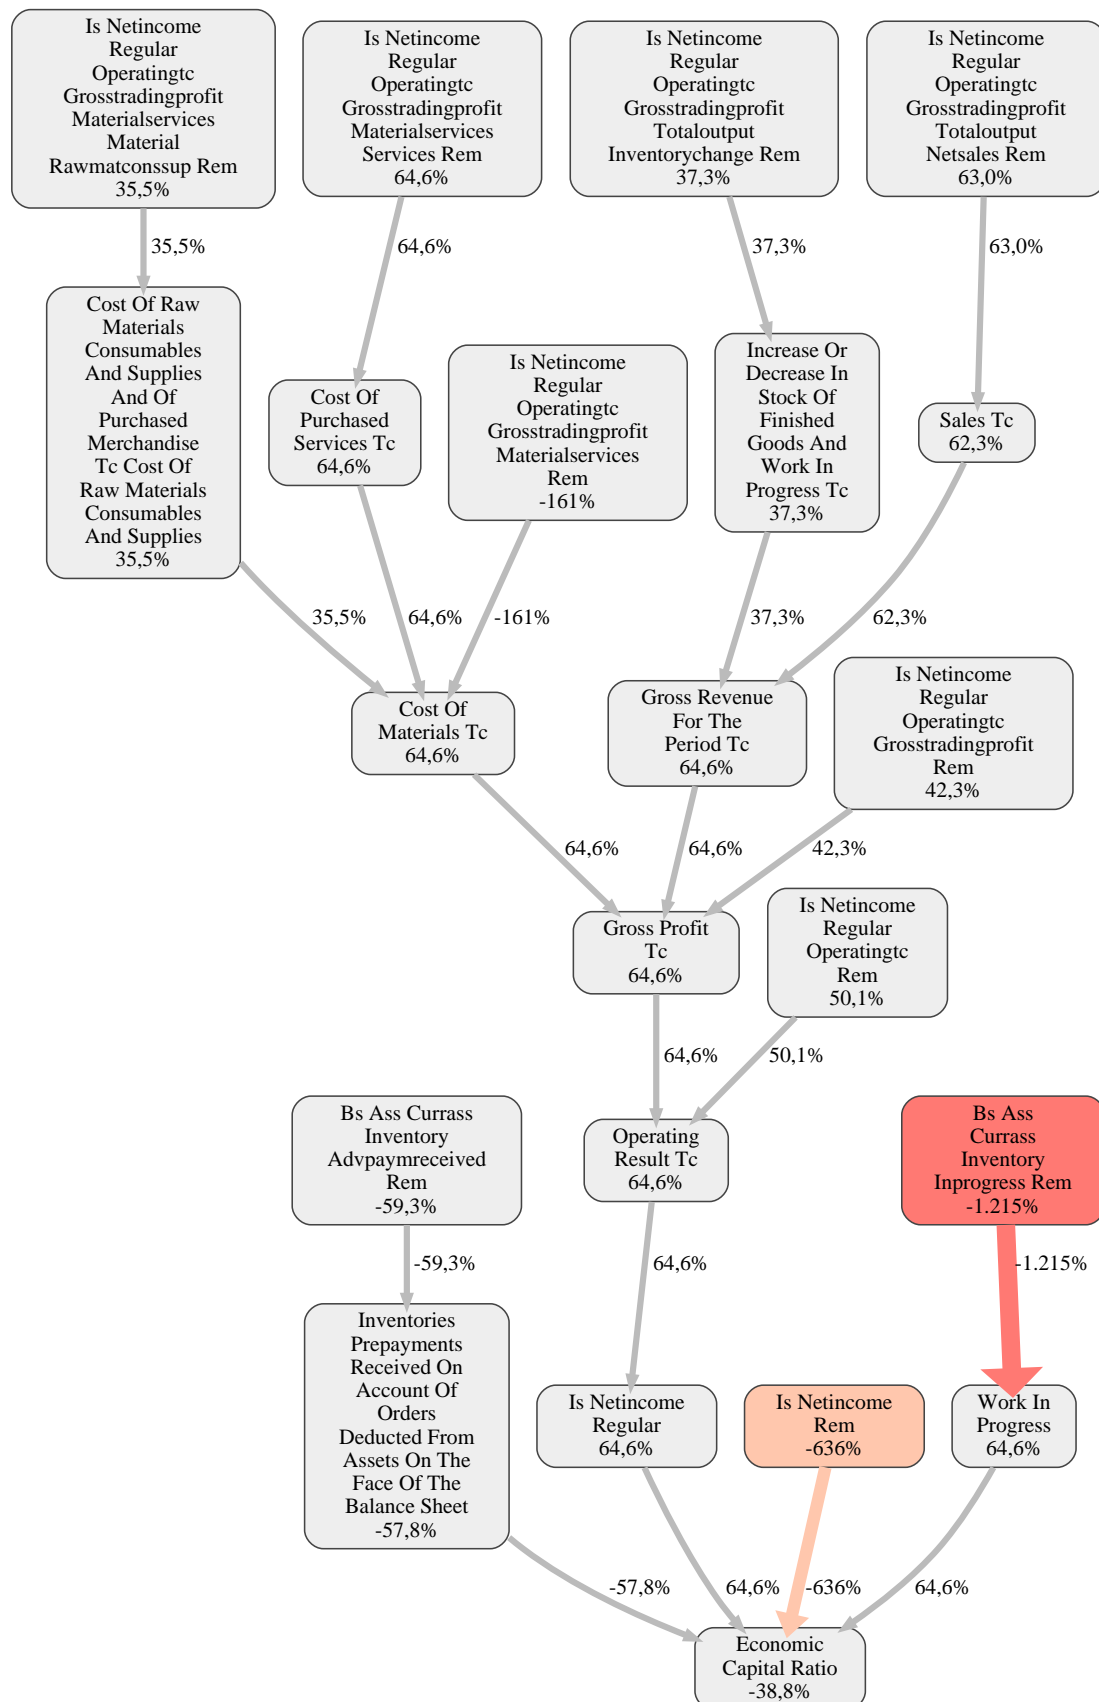 Is Netincome
Regular
Operatingtc
Grosstradingprofit
Materialservices
Material
Rawmatconssup Rem
35,5%
Is Netincome
Regular
Operatingtc
Grosstradingprofit
Materialservices
Services Rem
64,6%
Is Netincome
Regular
Operatingtc
Grosstradingprofit
Totaloutput
Inventorychange Rem
37,3%
Is Netincome
Regular
Operatingtc
Grosstradingprofit
Totaloutput
Netsales Rem
63,0%
35,5%
64,6%
37,3%
63,0%
Cost Of Raw
Materials
Consumables
And Supplies
And Of
Purchased
Merchandise
Tc Cost Of
Raw Materials
Consumables
And Supplies
35,5%
Cost Of
Purchased
Services Tc
64,6%
Is Netincome
Regular
Operatingtc
Grosstradingprofit
Materialservices
Rem
-161%
Increase Or
Decrease In
Stock Of
Finished
Goods And
Work In
Progress Tc
37,3%
Sales Tc
62,3%
35,5%
64,6%
-161%
37,3%
62,3%
Cost Of
Materials Tc
64,6%
Gross Revenue
For The
Period Tc
64,6%
Is Netincome
Regular
Operatingtc
Grosstradingprofit
Rem
42,3%
64,6%
64,6%
42,3%
Gross Profit
Tc
64,6%
Is Netincome
Regular
Operatingtc
Rem
50,1%
64,6%
50,1%
Bs Ass Currass
Inventory
Advpaymreceived
Rem
-59,3%
Operating
Result Tc
64,6%
Bs Ass
Currass
Inventory
Inprogress Rem
-1.215%
-59,3%
64,6%
-1.215%
Inventories
Prepayments
Received On
Account Of
Orders
Deducted From
Assets On The
Face Of The
Balance Sheet
-57,8%
Is Netincome
Regular
64,6%
Is Netincome
Rem
-636%
Work In
Progress
64,6%
-57,8%
64,6%
-636%
64,6%
Economic
Capital Ratio
-38,8%